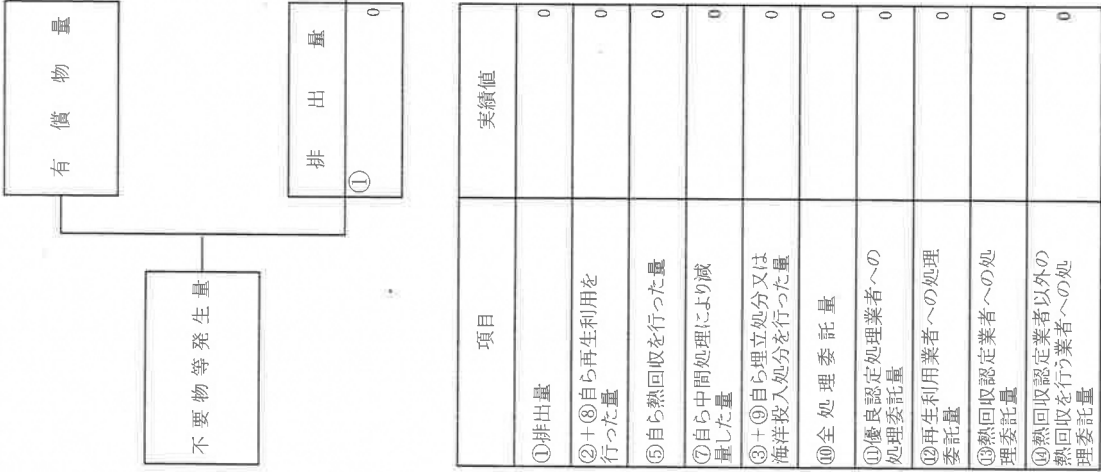 有償物量
不要物等発生量
排出量
① 0
項目 実績値
①排出量 0
②+⑧自ら再生利用を
行った量 0
⑤自ら熱回収を行った量 0
⑦自ら中間処理により減
量した量 0
③+⑨自ら埋立処分又は
海洋投入処分を行った量 0
⑩全処理委託量 0
⑪優良認定処理業者への
処理委託量 0
⑫再生利用業者への処理
委託量 0
⑬熱回収認定業者への処
理委託量 0
⑭熱回収認定業者以外の
熱回収を行う業者への処
理委託量 0